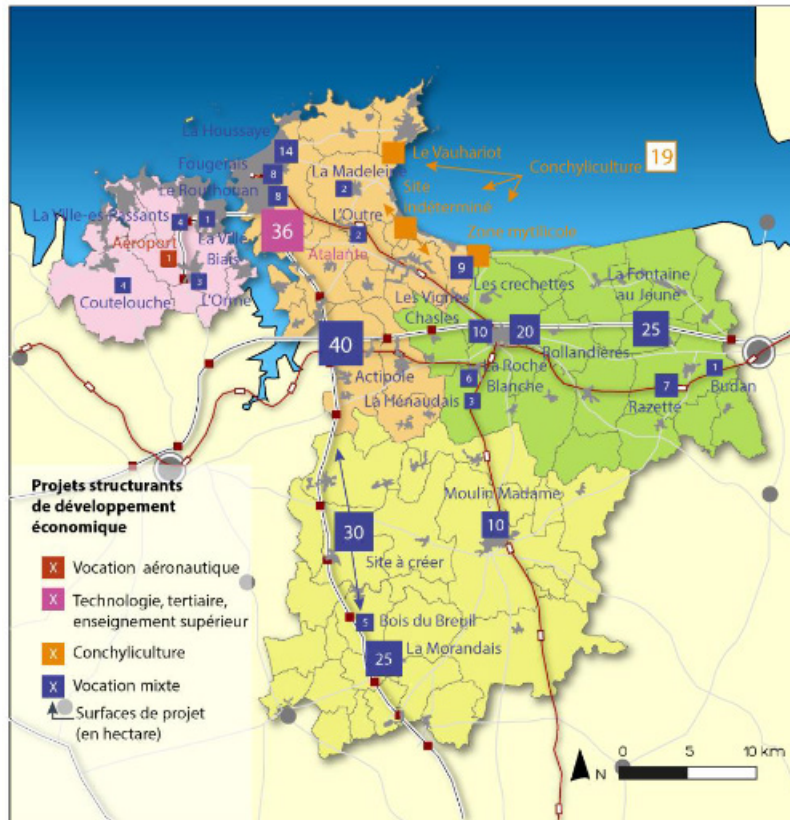 La Houssaye
14
Le Vauhariot
Conchyliculture
19
Fougerais
8
La Madeleine
2
Site
indéterminé
Le Routhouan
8
La Ville-es-Passants
4
1
36
L'Outre
2
Atalante
Zone mytilicole
Aéroport
1
La Ville
Biais
9
Les crechettes
La Fontaine
au Jeune
4
Coutelouche
3
L'Orme
Les Vignes
Chasles
10
20
25
40
Rollandières
Actipole
6
La Roche
Blanche
1
Budan
La Hénaudais
3
7
Razette
Projets structurants
de développement
économique
X Vocation aéronautique
X Technologie, tertiaire,
enseignement supérieur
X Conchyliculture
X Vocation mixte
Surfaces de projet
(en hectare)
Moulin Madame
10
30
Site à créer
5
Bois du Breuil
25
La Morandais
0 5 10 km
N